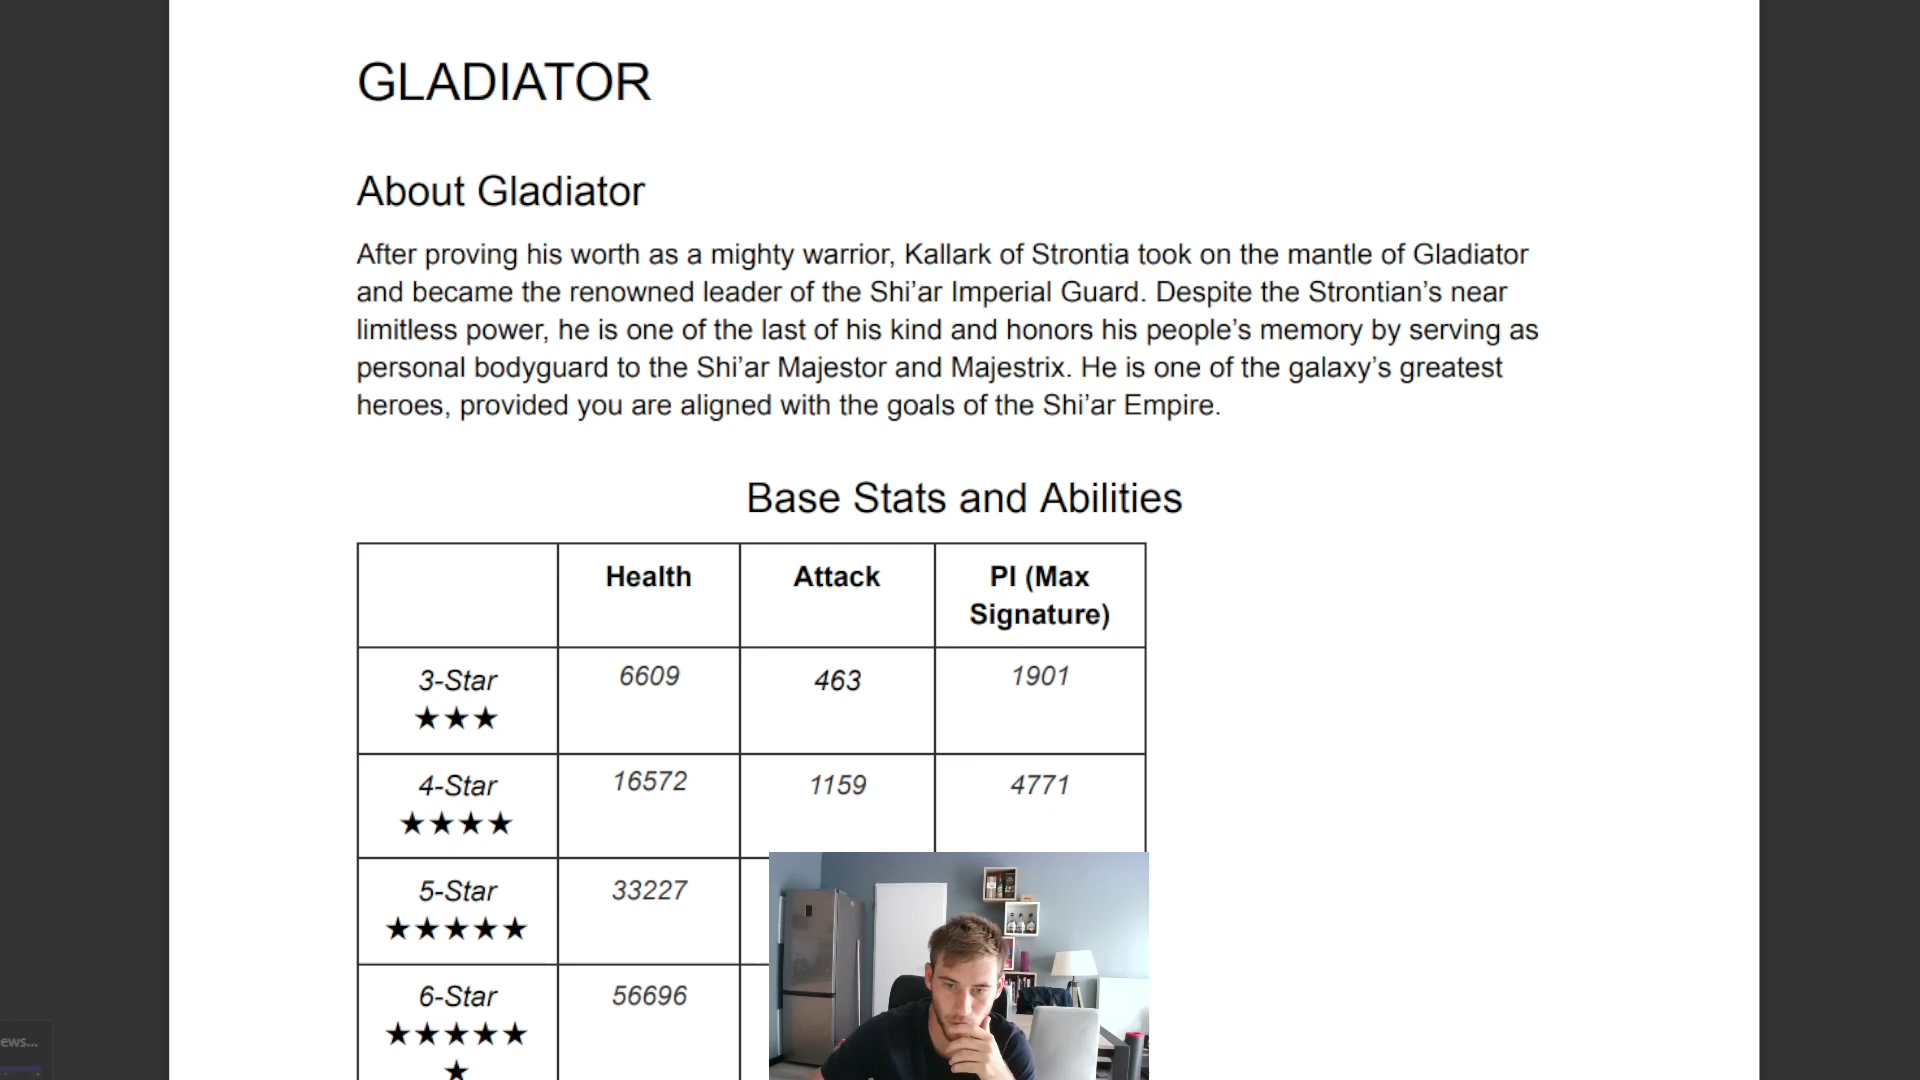 GLADIATOR
About Gladiator
After proving his worth as a mighty warrior, Kallark of Strontia took on the mantle of Gladiator
and became the renowned leader of the Shi’ar Imperial Guard. Despite the Strontian’s near
limitless power, he is one of the last of his kind and honors his people’s memory by serving as
personal bodyguard to the Shi’ar Majestor and Majestrix. He is one of the galaxy’s greatest
heroes, provided you are aligned with the goals of the Shi’ar Empire.
Base Stats and Abilities
Health Attack PI (Max
Signature)
3-Star 6609 463 1901
★★★
4-Star 16572 1159 4771
★★★★
5-Star 33227
★★★★★
6-Star 56696
★★★★★
★
ews...